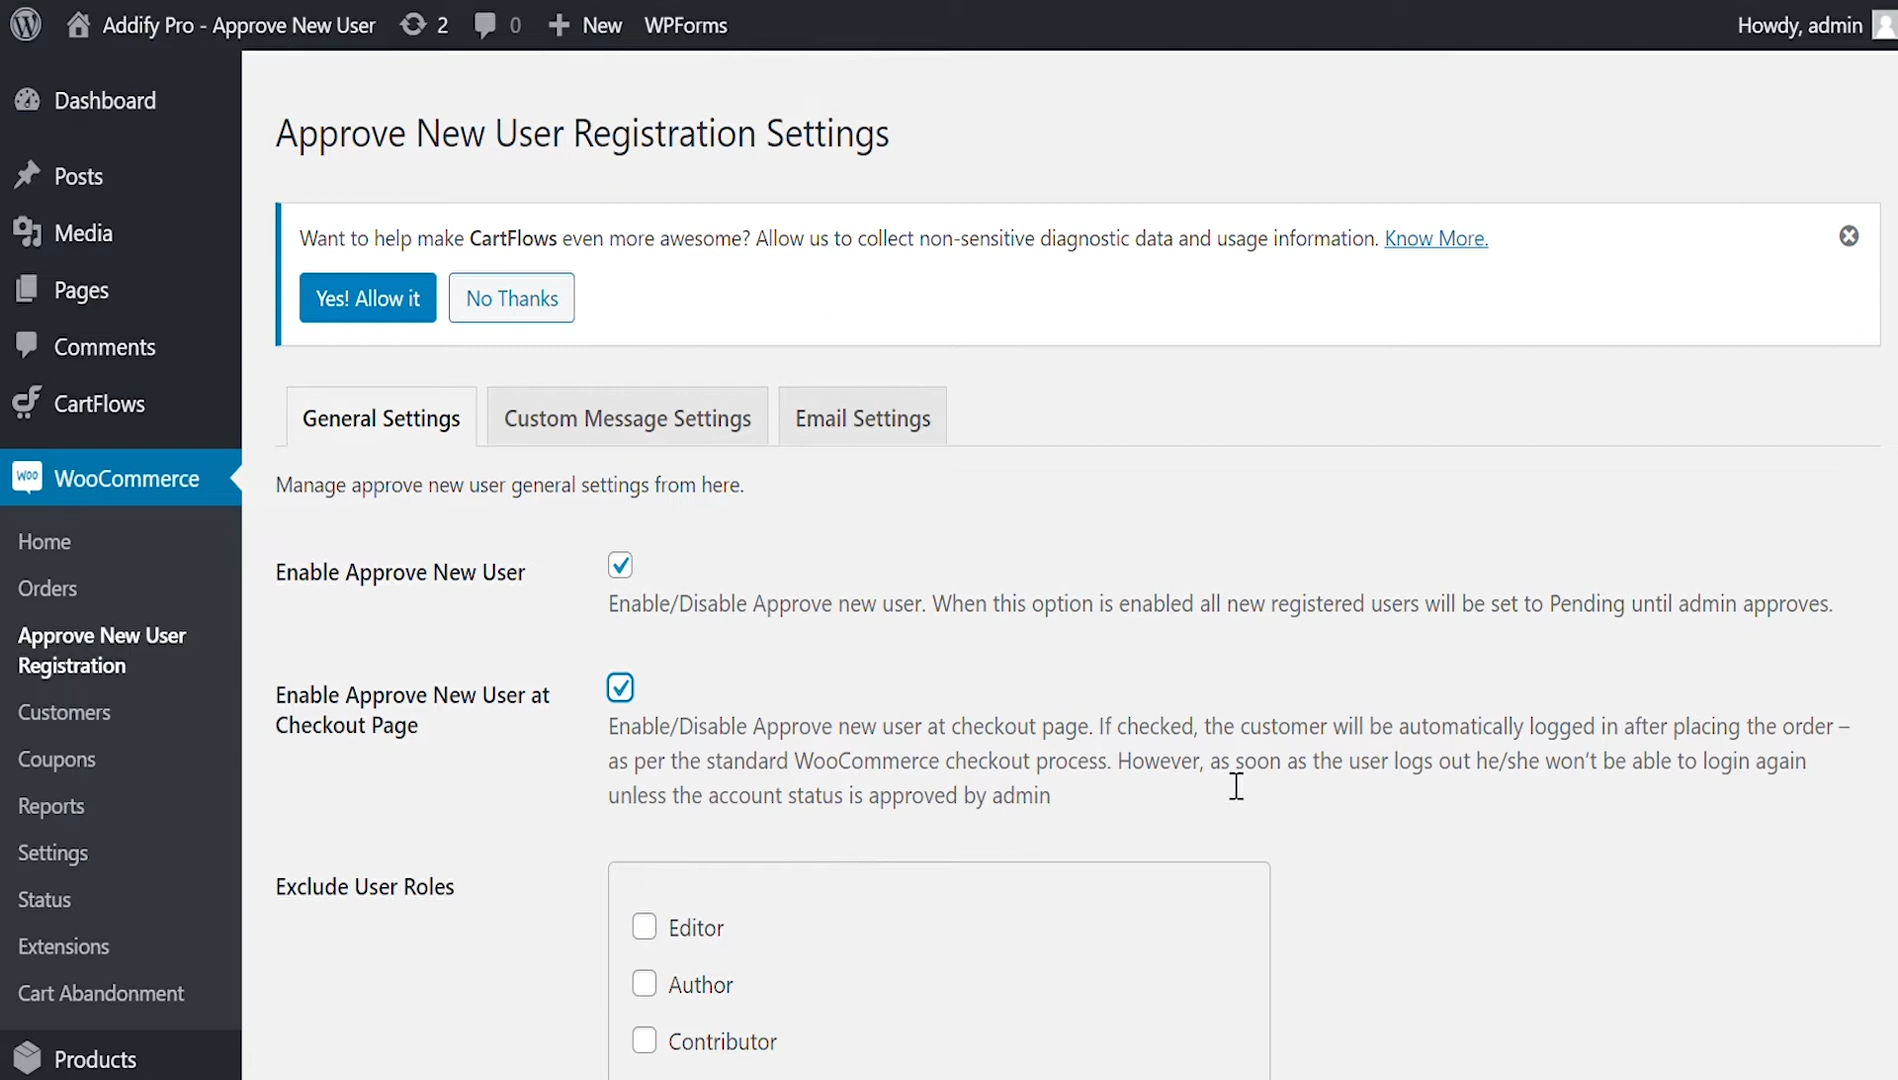 Addify Pro - Approve New User 2 0 New WPForms Howdy, admin
Dashboard
Posts
Media
Pages
Comments
CartFlows
WOO WooCommerce
Home
Orders
Approve New User
Registration
Customers
Coupons
Reports
Settings
Status
Extensions
Cart Abandonment
Products
Approve New User Registration Settings
Want to help make CartFlows even more awesome? Allow us to collect non-sensitive diagnostic data and usage information. Know More.
Yes! Allow it No Thanks
General Settings Custom Message Settings Email Settings
Manage approve new user general settings from here.
Enable Approve New User
Enable/Disable Approve new user. When this option is enabled all new registered users will be set to Pending until admin approves.
Enable Approve New User at
Checkout Page
Enable/Disable Approve new user at checkout page. If checked, the customer will be automatically logged in after placing the order –
as per the standard WooCommerce checkout process. However, as soon as the user logs out he/she won’t be able to login again
unless the account status is approved by admin
Exclude User Roles
Editor
Author
Contributor